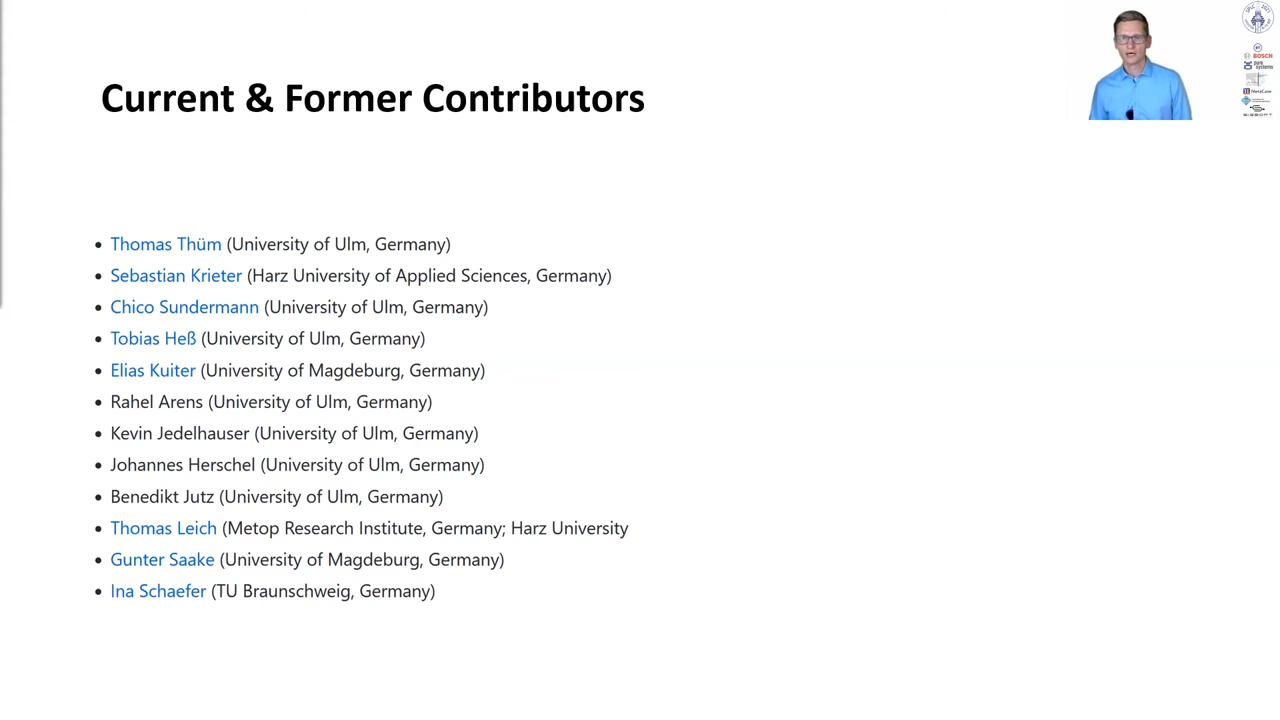 Current & Former Contributors
BOSCH
pure systems
MetaCase
• Thomas Thüm (University of Ulm, Germany)
• Sebastian Krieter (Harz University of Applied Sciences, Germany)
• Chico Sundermann (University of Ulm, Germany)
• Tobias Heß (University of Ulm, Germany)
• Elias Kuiter (University of Magdeburg, Germany)
• Rahel Arens (University of Ulm, Germany)
• Kevin Jedelhauser (University of Ulm, Germany)
• Johannes Herschel (University of Ulm, Germany)
• Benedikt Jutz (University of Ulm, Germany)
• Thomas Leich (Metop Research Institute, Germany; Harz University
• Gunter Saake (University of Magdeburg, Germany)
• Ina Schaefer (TU Braunschweig, Germany)